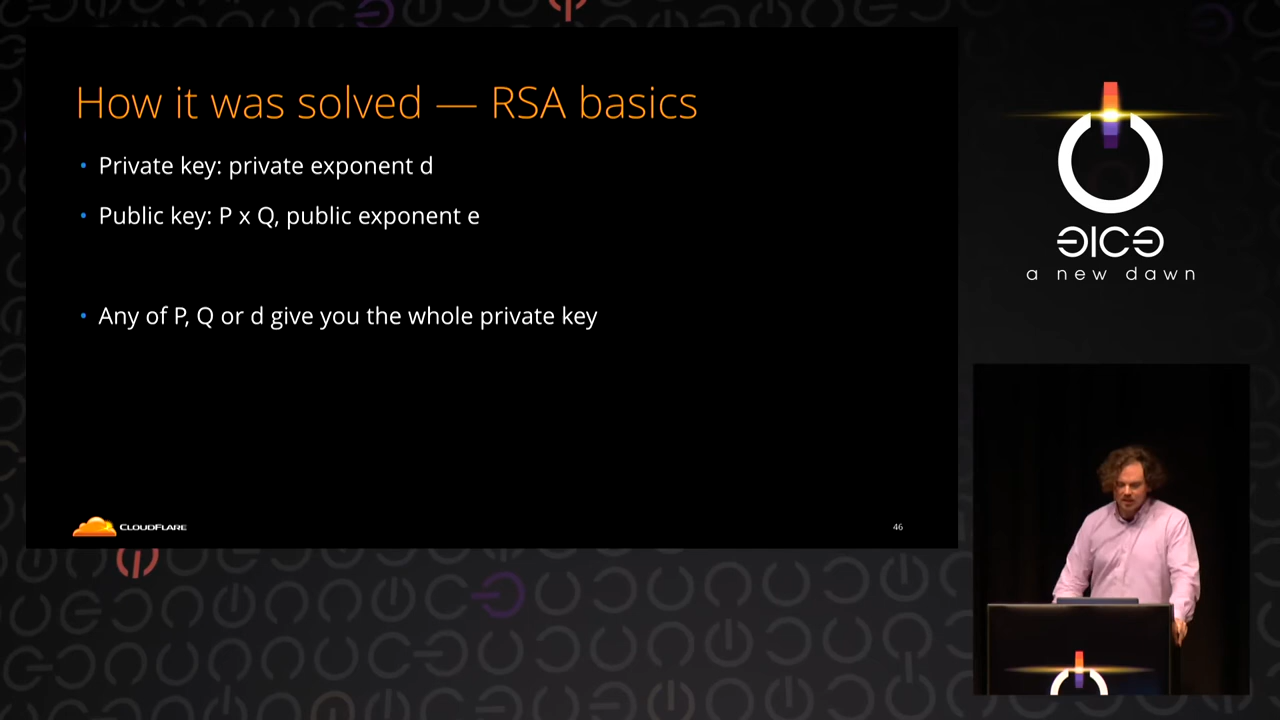 How it was solved — RSA basics
• Private key: private exponent d
• Public key: P x Q, public exponent e
• Any of P, Q or d give you the whole private key
CLOUDFLARE
46
ƎICƎ
a new dawn